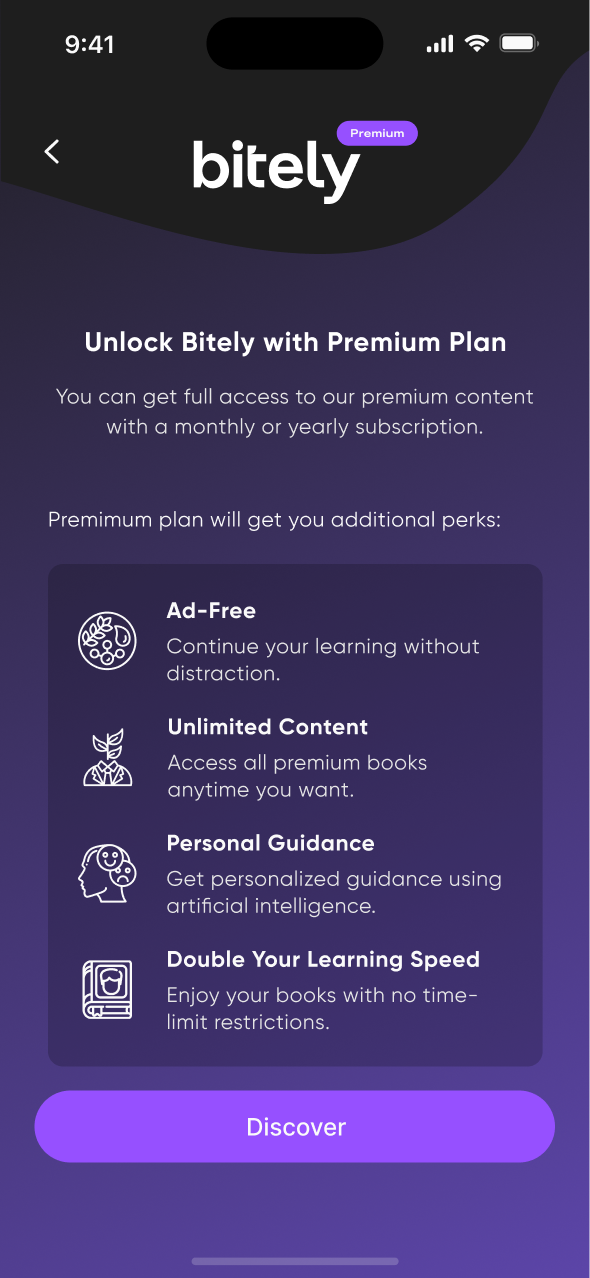 9:41
Premium
bitely
Unlock Bitely with Premium Plan
You can get full access to our premium content
with a monthly or yearly subscription.
Premimum plan will get you additional perks:
Ad-Free
Continue your learning without
distraction.
Unlimited Content
Access all premium books
anytime you want.
Personal Guidance
Get personalized guidance using
artificial intelligence.
Double Your Learning Speed
Enjoy your books with no time-
limit restrictions.
Discover